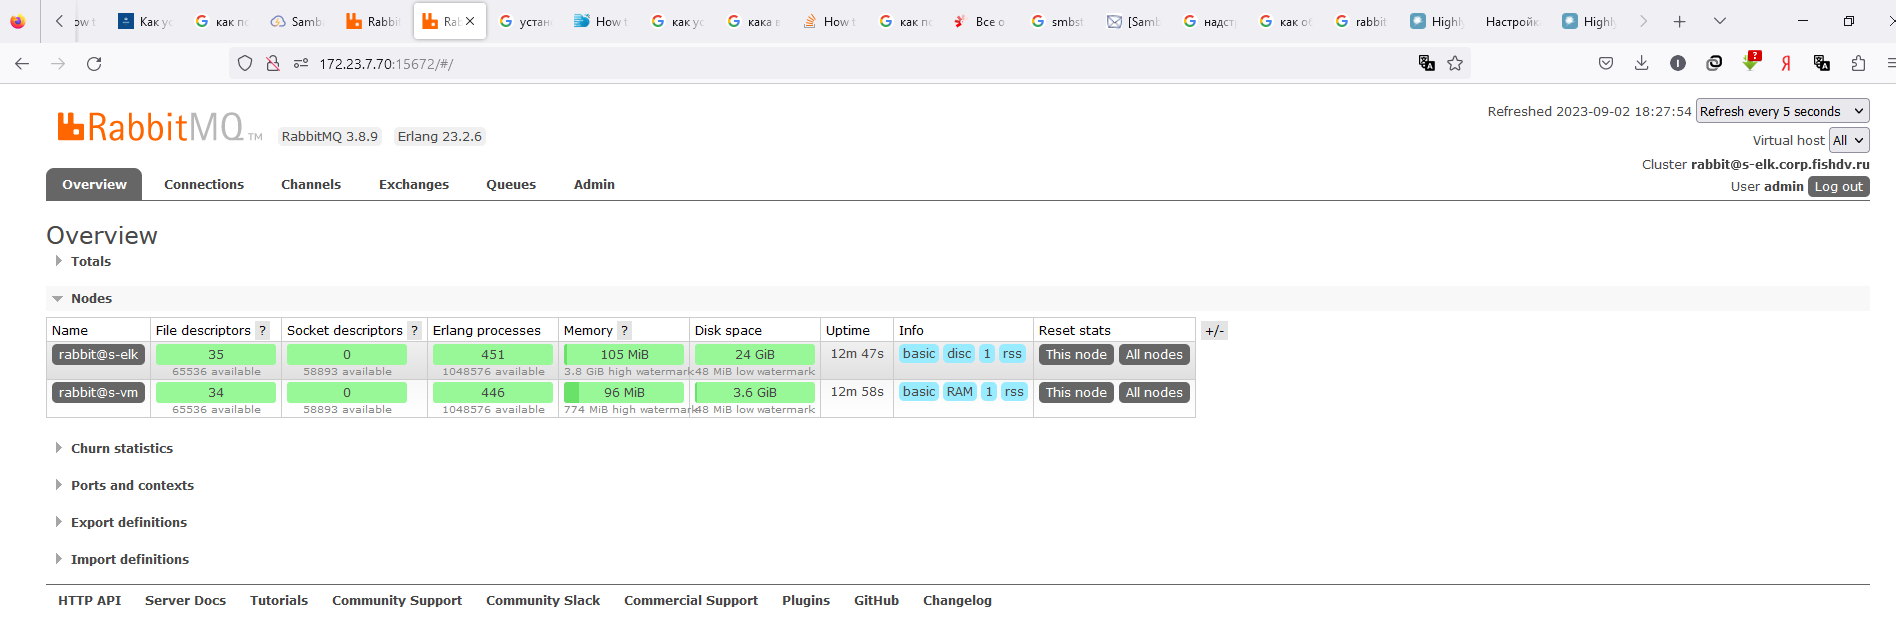 Как ус
как пс
Samb
Rabbit
Rab
устан
How t
как ус
кака в
How t
как пс
Все о
smbst
[Samb
надст
как об
rabbit
Highl
Настройк
Highl
172.23.7.70:15672/#/
RabbitMQ TM
RabbitMQ 3.8.9
Erlang 23.2.6
Refreshed 2023-09-02 18:27:54
Refresh every 5 seconds
Virtual host All
Cluster rabbit@s-elk.corp.fishdv.ru
User admin Log out
Overview Connections Channels Exchanges Queues Admin
Overview
Totals
Nodes
Name File descriptors ? Socket descriptors ? Erlang processes Memory ? Disk space Uptime Info Reset stats +/-
rabbit@s-elk 35 0 451 105 MiB 24 GiB 12m 47s basic disc 1 rss This node All nodes
65536 available 58893 available 1048576 available 3.8 GiB high watermark 48 MiB low watermark
rabbit@s-vm 34 0 446 96 MiB 3.6 GiB 12m 58s basic RAM 1 rss This node All nodes
65536 available 58893 available 1048576 available 774 MiB high watermark 48 MiB low watermark
Churn statistics
Ports and contexts
Export definitions
Import definitions
HTTP API Server Docs Tutorials Community Support Community Slack Commercial Support Plugins GitHub Changelog